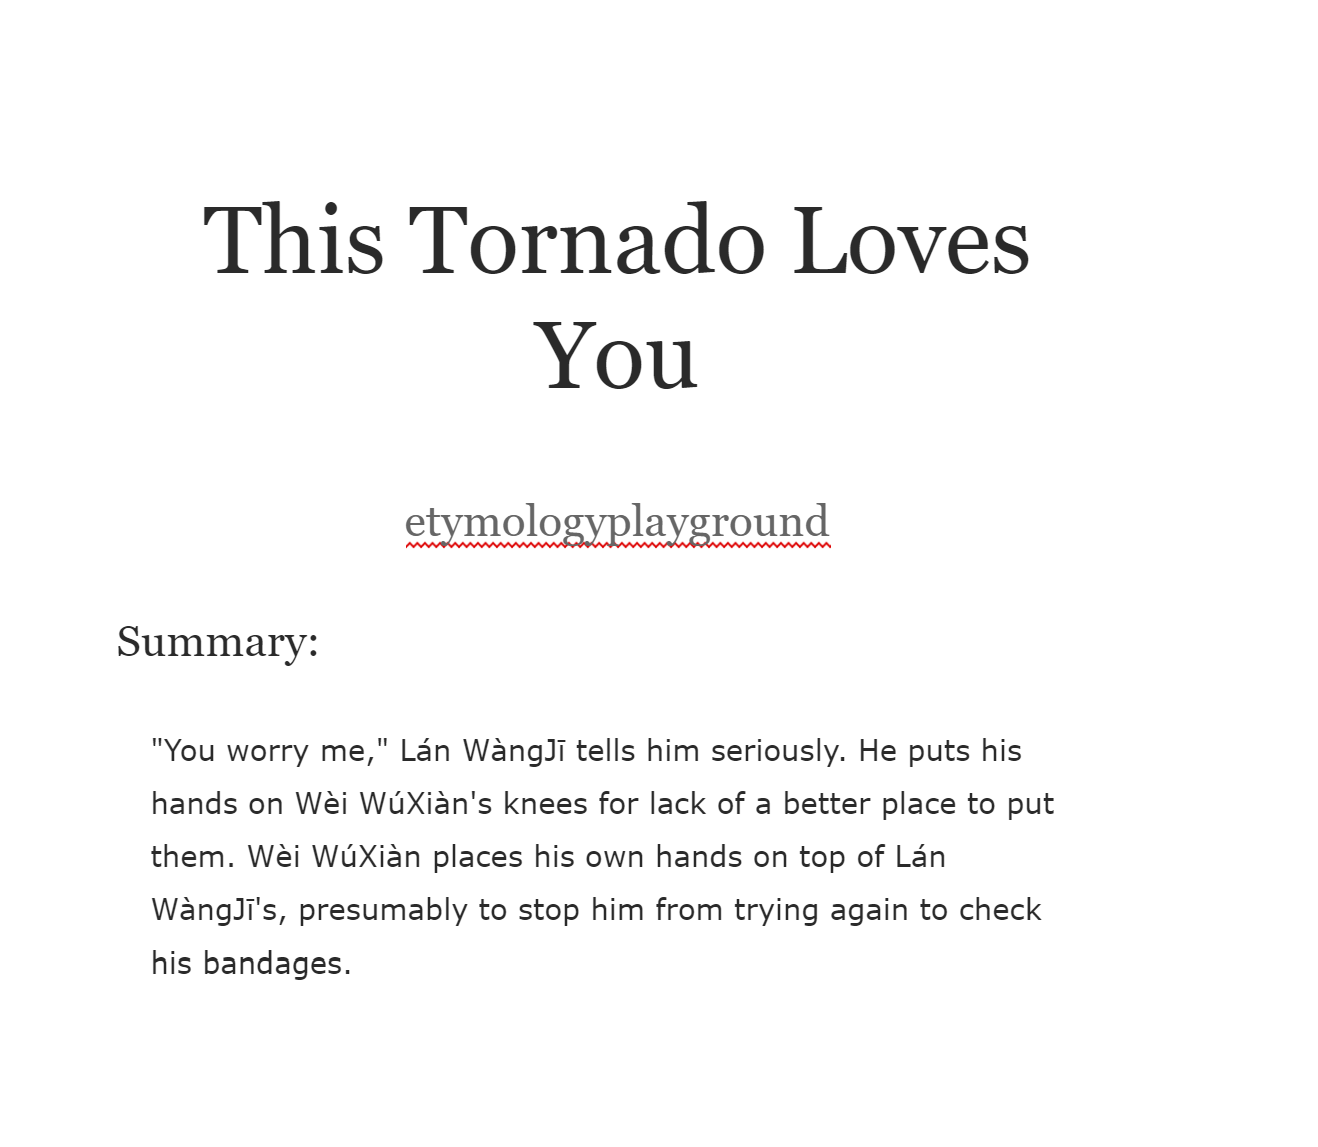 This Tornado Loves
You
etymologyplayground
Summary:
"You worry me," Lán WàngJī tells him seriously. He puts his
hands on Wèi WúXiàn's knees for lack of a better place to put
them. Wèi WúXiàn places his own hands on top of Lán
WàngJī's, presumably to stop him from trying again to check
his bandages.